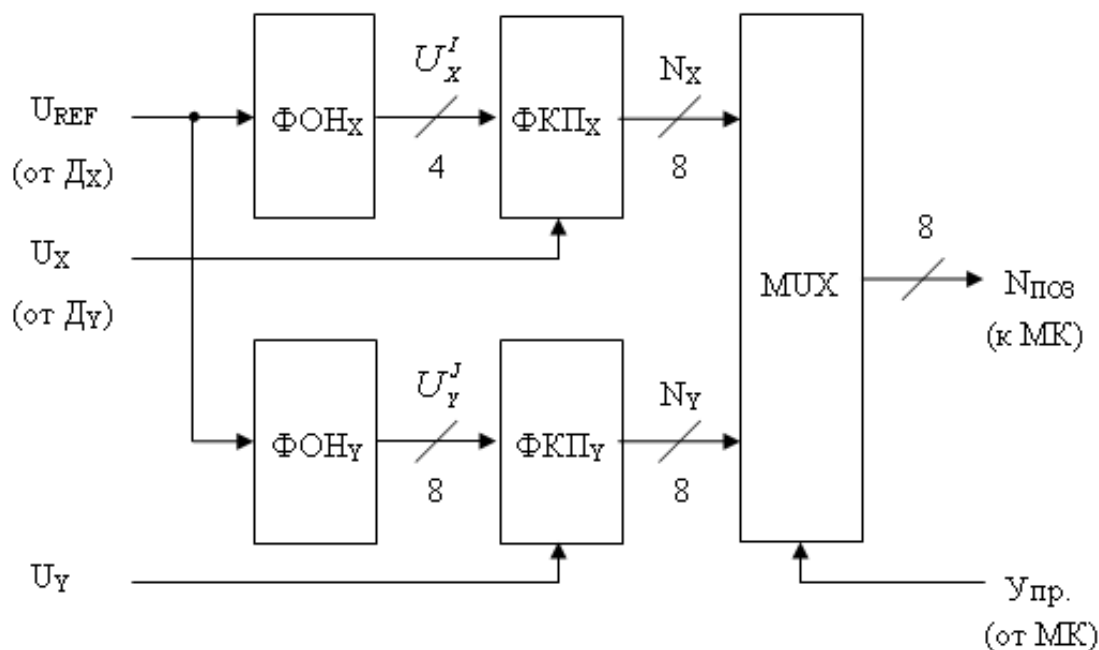 U_REF
(от Д_X)
U_X
(от Д_Y)
U_Y
ФОН_X
U_X^I
4
ФКП_X
N_X
8
ФОН_Y
U_Y^J
8
ФКП_Y
N_Y
8
MUX
8
N_ПОЗ
(к МК)
Упр.
(от МК)